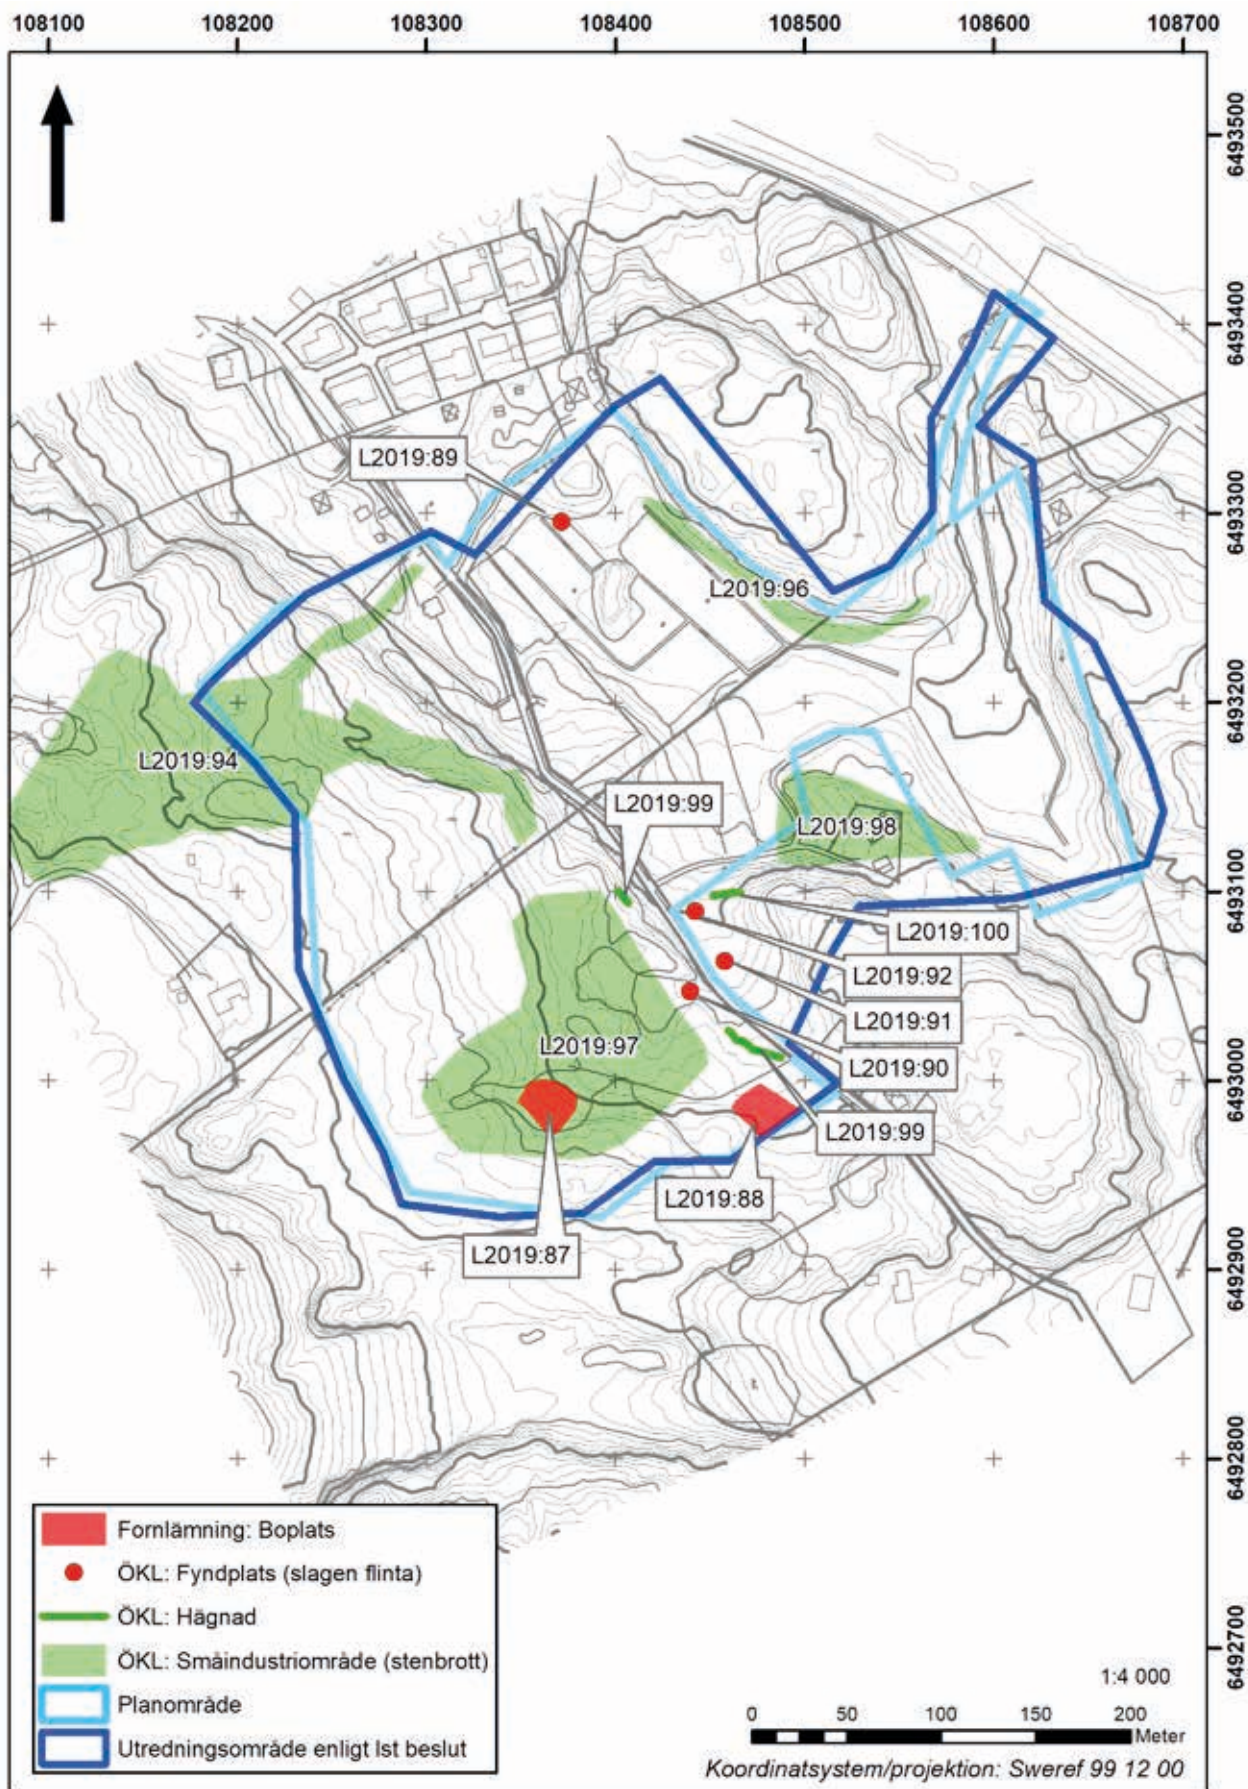 108100 108200 108300 108400 108500 108600 108700
6493500
6493400
6493300
6493200
6493100
6493000
6492900
6492800
6492700
L2019:89
L2019:96
L2019:94
L2019:99
L2019:98
L2019:100
L2019:92
L2019:91
L2019:97
L2019:90
L2019:99
L2019:88
L2019:87
Fornlämning: Boplats
ÖKL: Fyndplats (slagen flinta)
ÖKL: Hägnad
ÖKL: Småindustriområde (stenbrott)
Planområde
Utredningsområde enligt lst beslut
1:4 000
0 50 100 150 200
Meter
Koordinatsystem/projektion: Sweref 99 12 00